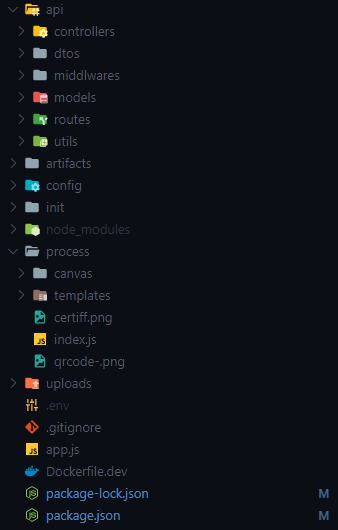 api
controllers
dtos
middlwares
models
routes
utils
artifacts
config
init
node_modules
process
canvas
templates
certiff.png
index.js
qrcode-.png
uploads
.env
.gitignore
app.js
Dockerfile.dev
package-lock.json M
package.json M